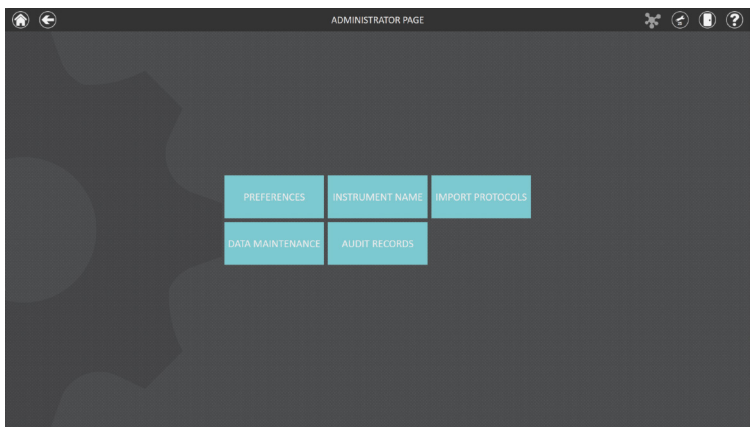 ADMINISTRATOR PAGE
?
PREFERENCES
INSTRUMENT NAME
IMPORT PROTOCOLS
DATA MAINTENANCE
AUDIT RECORDS